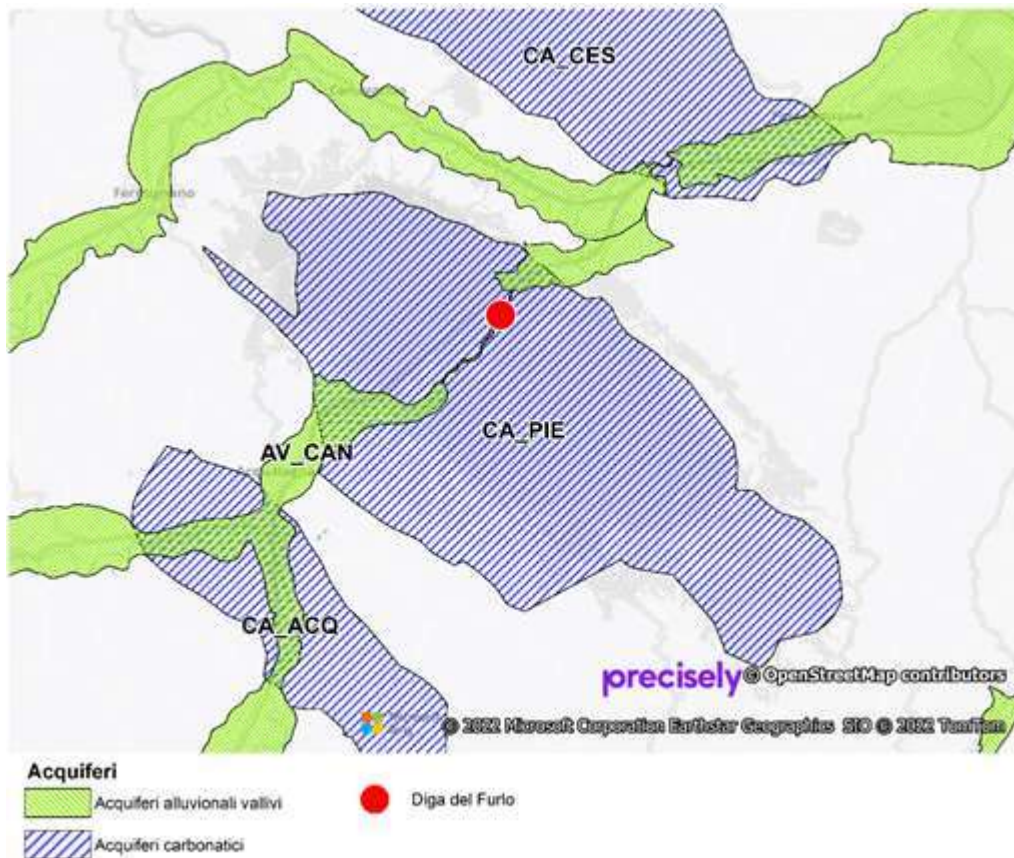 CA_CES
CA_PIE
AV_CAN
CA_ACQ
precisely © OpenStreetMap contributors
© 2022 Microsoft Corporation Earthstar Geographics SIO © 2022 TomTom
Acquiferi
Acquiferi alluvionali vallivi
Diga del Furlo
Acquiferi carbonatici